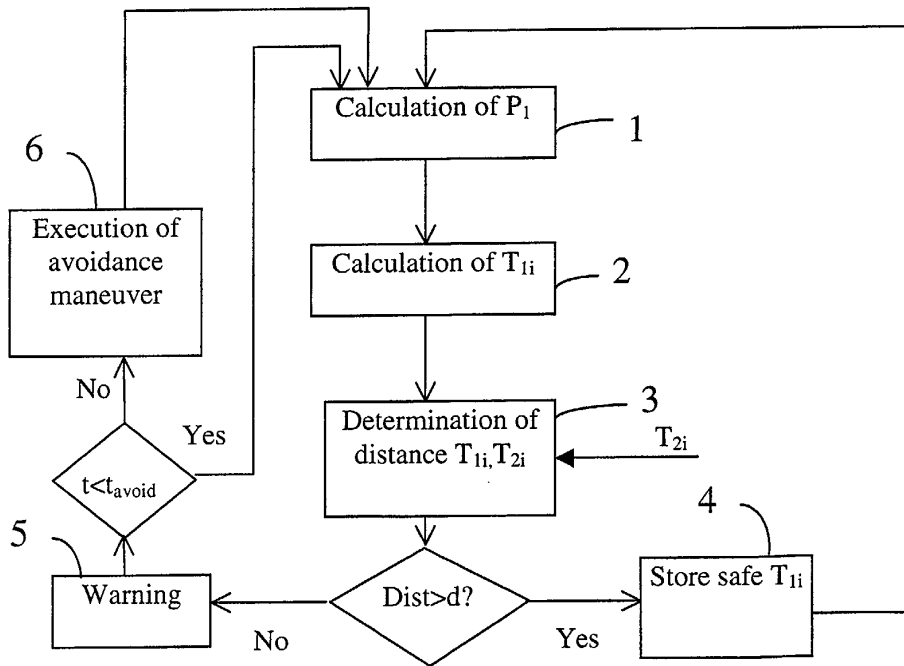 Calculation of P₁
1
6
Execution of
avoidance
maneuver
Calculation of T₁ᵢ
2
No
Yes
3
Determination of
distance T₁ᵢ,T₂ᵢ
T₂ᵢ
t<t_avoid
4
5
Warning
Dist>d?
Store safe T₁ᵢ
No
Yes